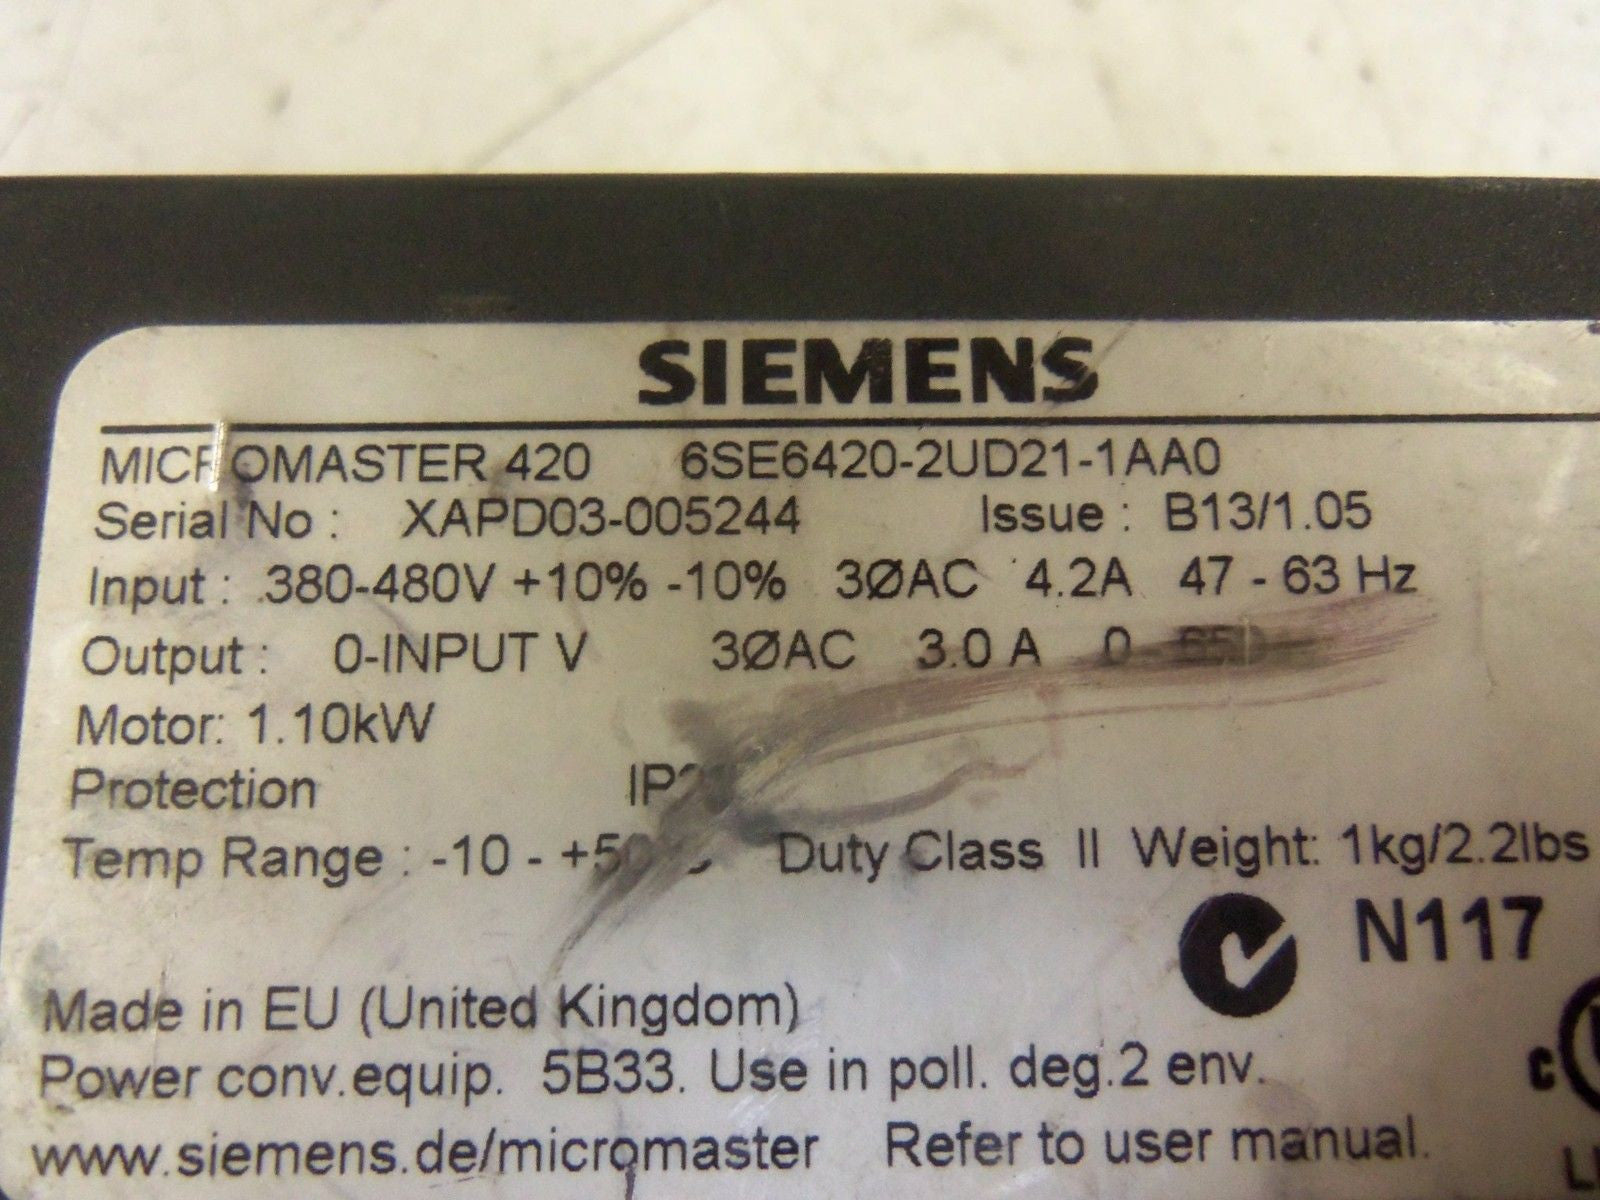 SIEMENS
MICROMASTER 420 6SE6420-2UD21-1AA0
Serial No : XAPD03-005244 Issue : B13/1.05
Input : 380-480V +10% -10% 3ØAC 4.2A 47 - 63 Hz
Output : 0-INPUT V 3ØAC 3.0 A 0 -
Motor: 1.10kW
Protection
Temp Range : -10 - Duty Class II Weight: 1kg/2.2lbs
N117
Made in EU (United Kingdom)
Power conv.equip. 5B33. Use in poll. deg.2 env.
c
www.siemens.de/micromaster Refer to user manual.